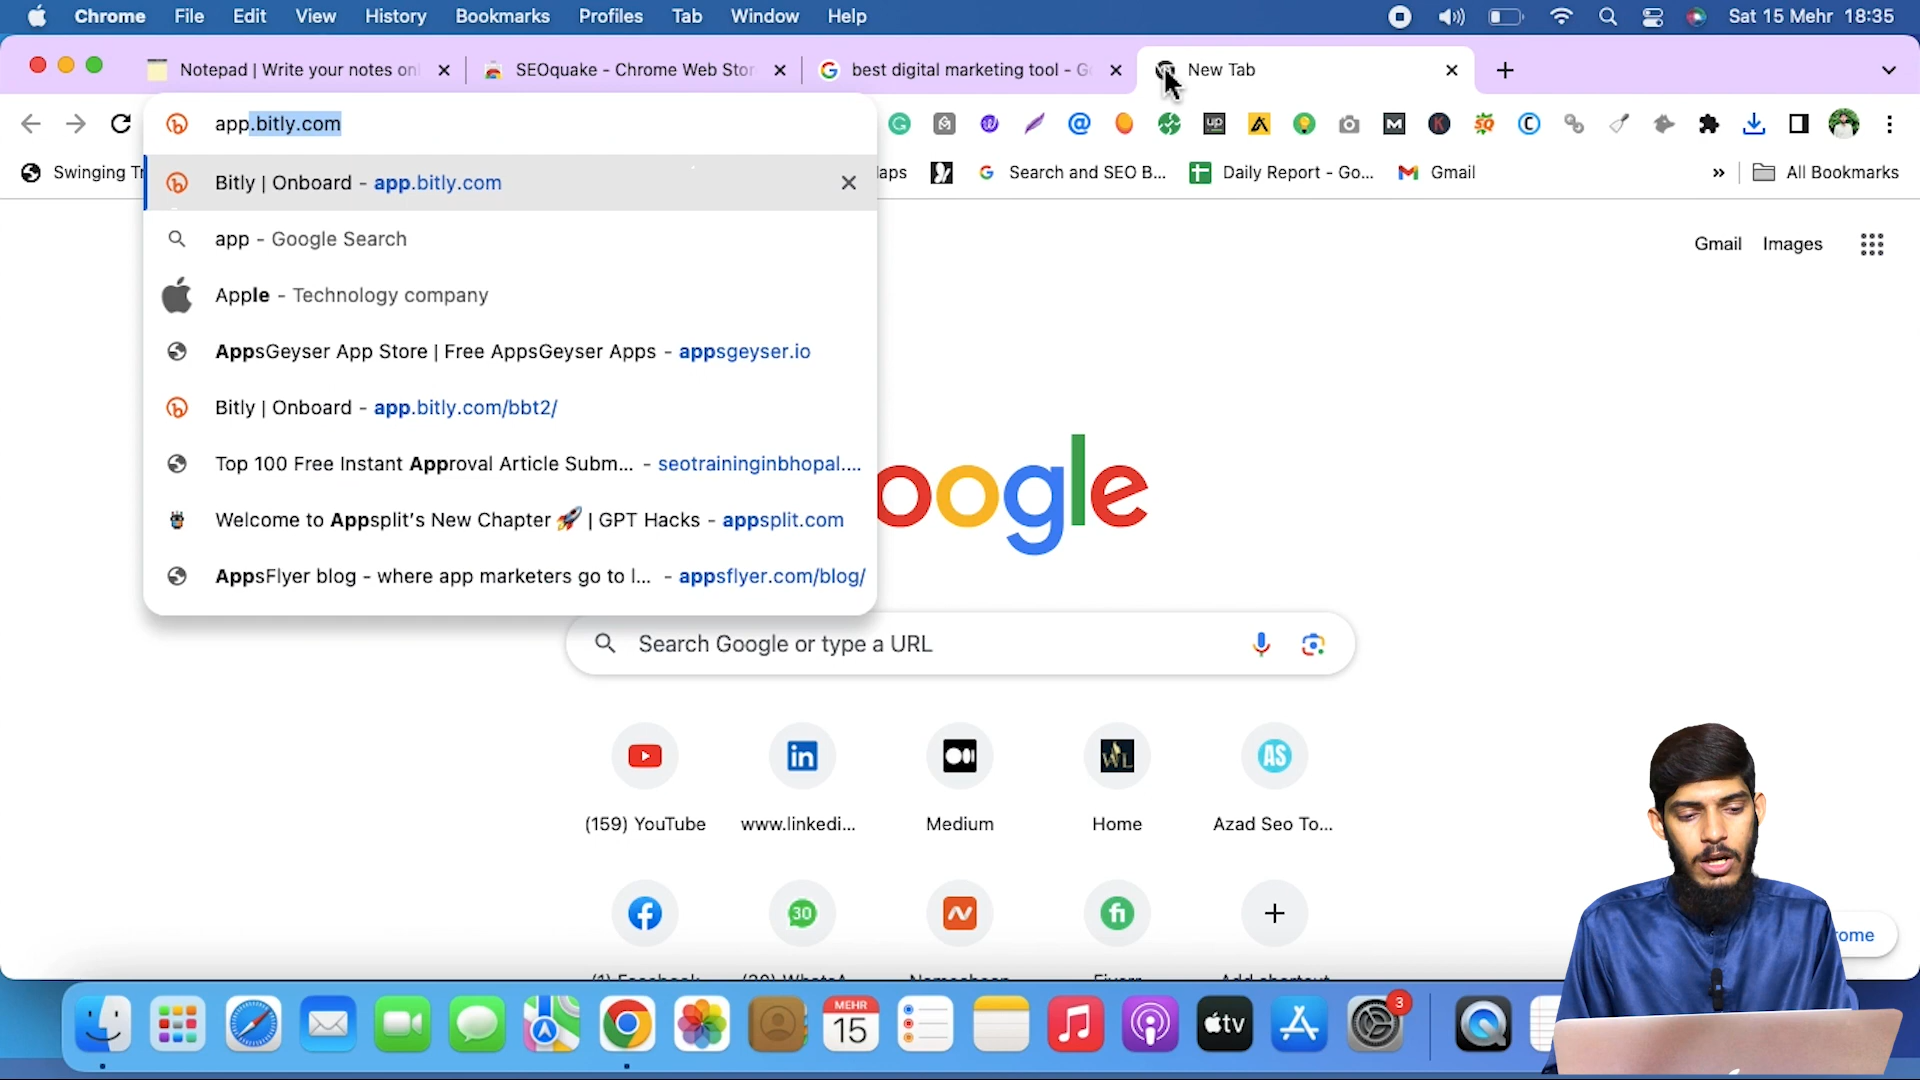 Chrome File Edit View History Bookmarks Profiles Tab Window Help Sat 15 Mehr 18:35
Notepad | Write your notes onl SEOquake - Chrome Web Stor best digital marketing tool - G New Tab
app.bitly.com
Swinging Tr aps Search and SEO B... Daily Report - Go... Gmail » All Bookmarks
Bitly | Onboard - app.bitly.com
app - Google Search
Apple - Technology company
AppsGeyser App Store | Free AppsGeyser Apps - appsgeyser.io
Bitly | Onboard - app.bitly.com/bbt2/
Top 100 Free Instant Approval Article Subm... - seotraininginbhopal....
Welcome to Appsplit's New Chapter 🚀 | GPT Hacks - appsplit.com
AppsFlyer blog - where app marketers go to l... - appsflyer.com/blog/
Gmail Images
oogle
Search Google or type a URL
(159) YouTube www.linkedi... Medium Home Azad Seo To...
30
ome
MEHR
15
tv
3